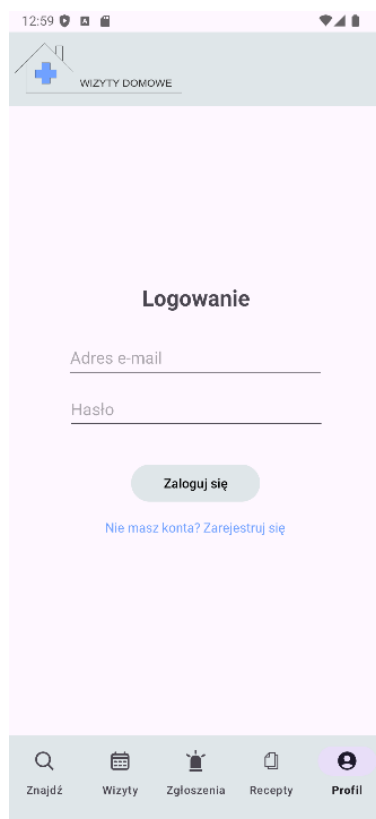 12:59
WIZYTY DOMOWE
Logowanie
Adres e-mail
Hasło
Zaloguj się
Nie masz konta? Zarejestruj się
Znajdź Wizyty Zgłoszenia Recepty Profil